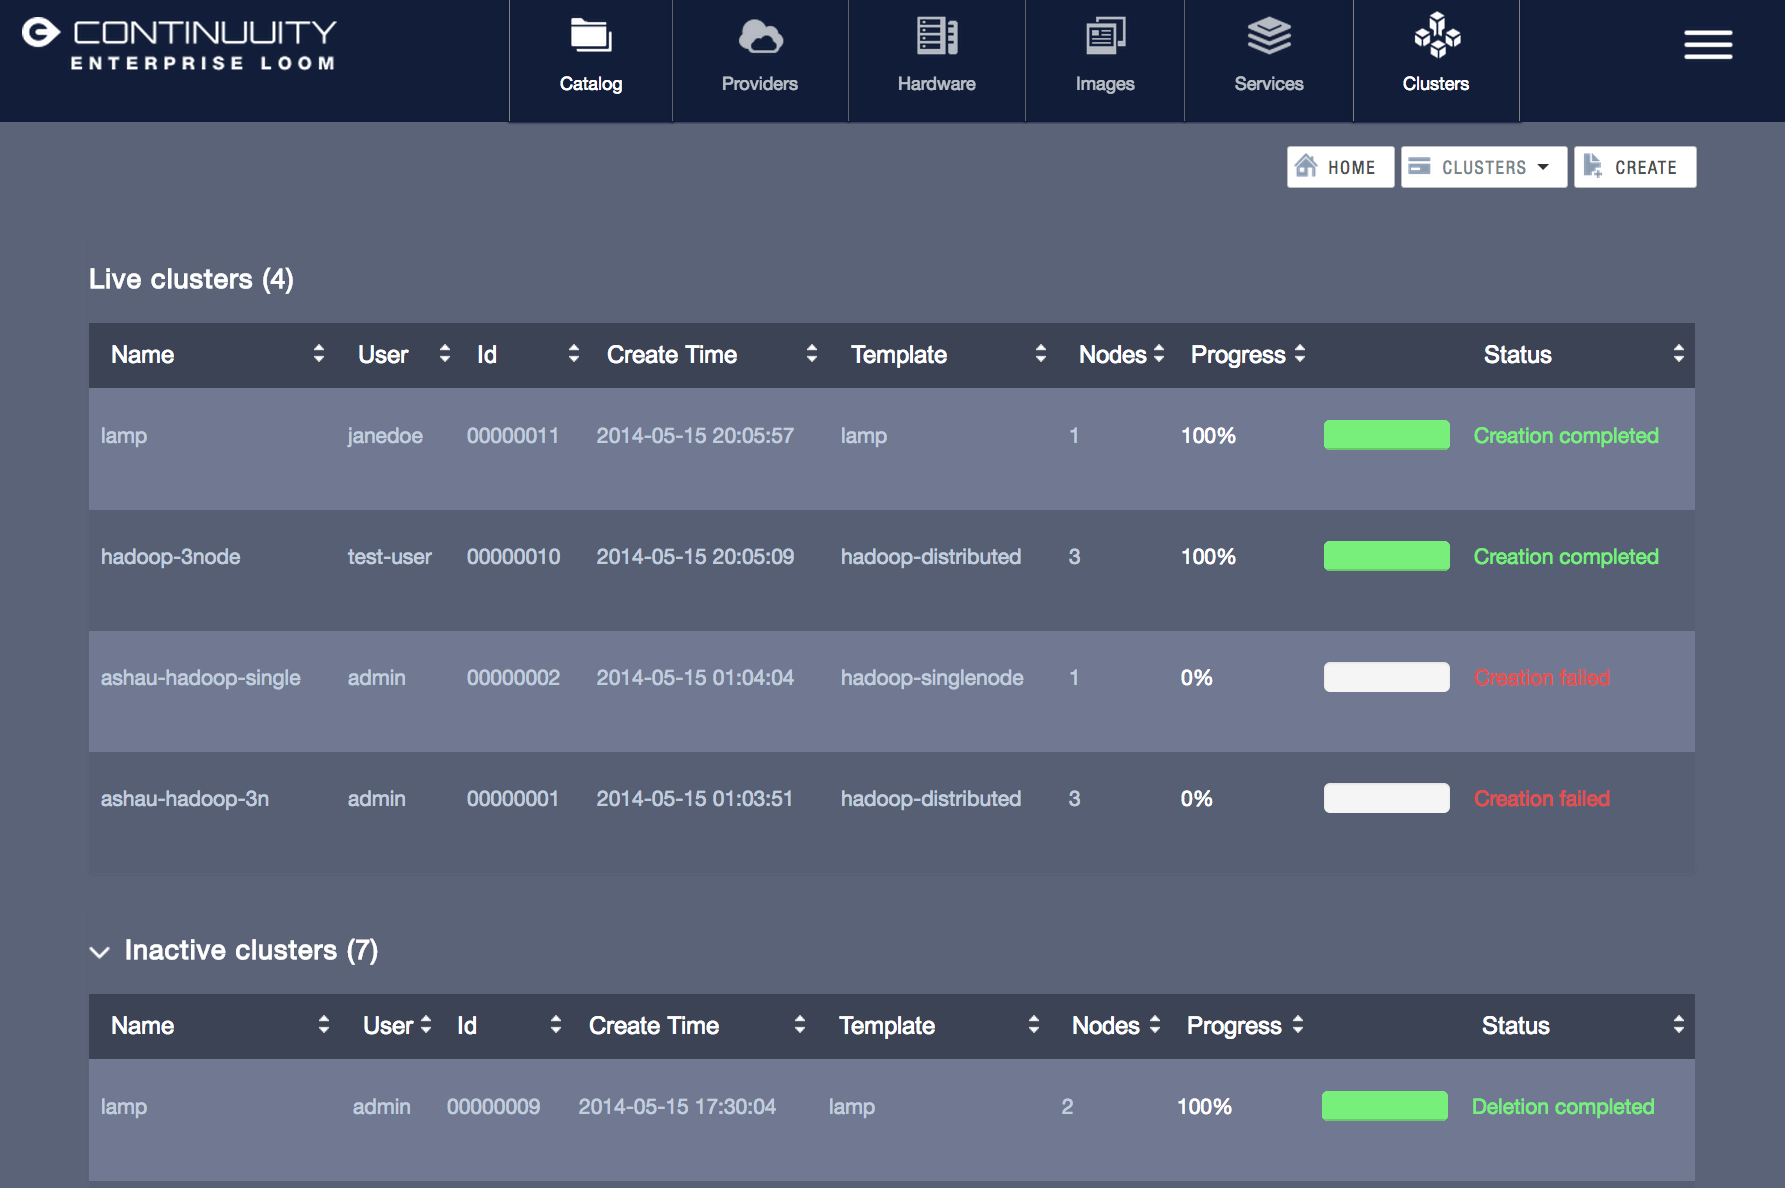 CONTINUUITY
ENTERPRISE LOOM
Catalog Providers Hardware Images Services Clusters
HOME CLUSTERS CREATE
Live clusters (4)
Name User Id Create Time Template Nodes Progress Status
lamp janedoe 00000011 2014-05-15 20:05:57 lamp 1 100% Creation completed
hadoop-3node test-user 00000010 2014-05-15 20:05:09 hadoop-distributed 3 100% Creation completed
ashau-hadoop-single admin 00000002 2014-05-15 01:04:04 hadoop-singlenode 1 0% Creation failed
ashau-hadoop-3n admin 00000001 2014-05-15 01:03:51 hadoop-distributed 3 0% Creation failed
Inactive clusters (7)
Name User Id Create Time Template Nodes Progress Status
lamp admin 00000009 2014-05-15 17:30:04 lamp 2 100% Deletion completed